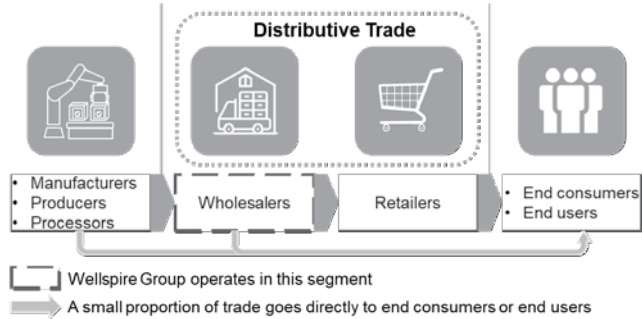 Distributive Trade
• Manufacturers
• Producers
• Processors
Wholesalers
Retailers
• End consumers
• End users
Wellspire Group operates in this segment
A small proportion of trade goes directly to end consumers or end users